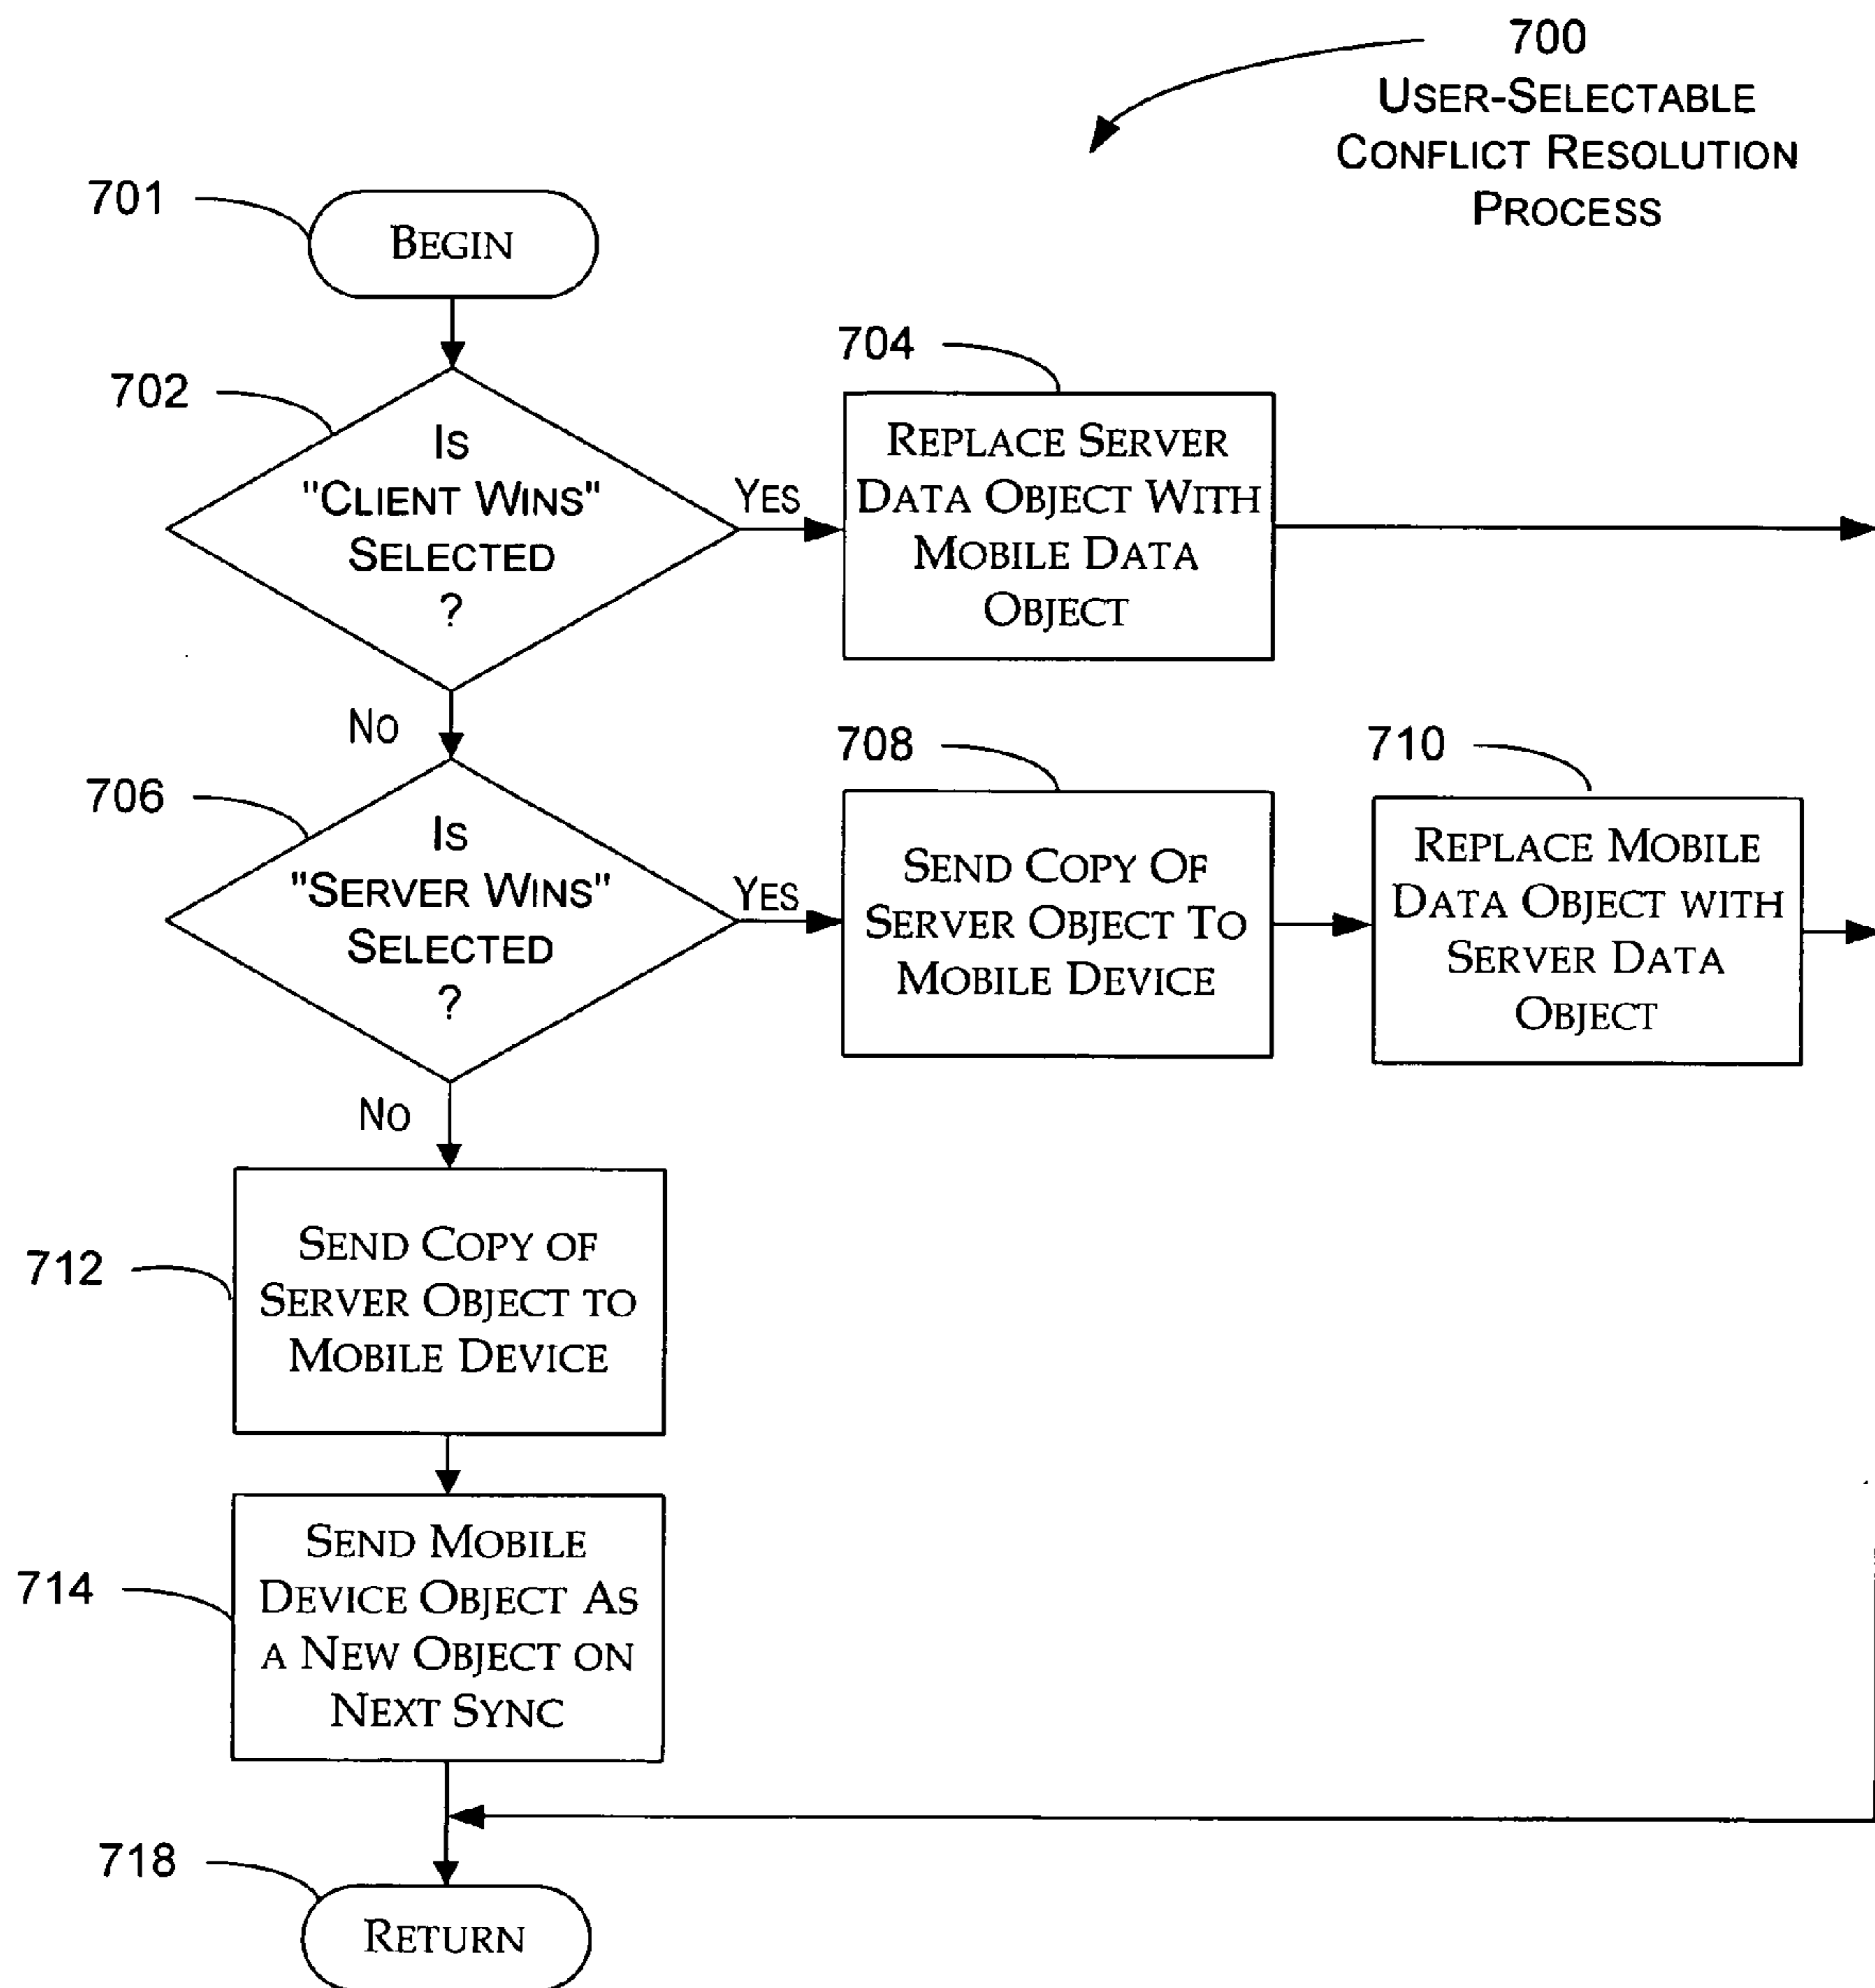 700
USER-SELECTABLE
CONFLICT RESOLUTION
PROCESS
701
BEGIN
702
IS
"CLIENT WINS"
SELECTED
?
YES
704
REPLACE SERVER
DATA OBJECT WITH
MOBILE DATA
OBJECT
NO
706
IS
"SERVER WINS"
SELECTED
?
YES
708
SEND COPY OF
SERVER OBJECT TO
MOBILE DEVICE
710
REPLACE MOBILE
DATA OBJECT WITH
SERVER DATA
OBJECT
NO
712
SEND COPY OF
SERVER OBJECT TO
MOBILE DEVICE
714
SEND MOBILE
DEVICE OBJECT AS
A NEW OBJECT ON
NEXT SYNC
718
RETURN